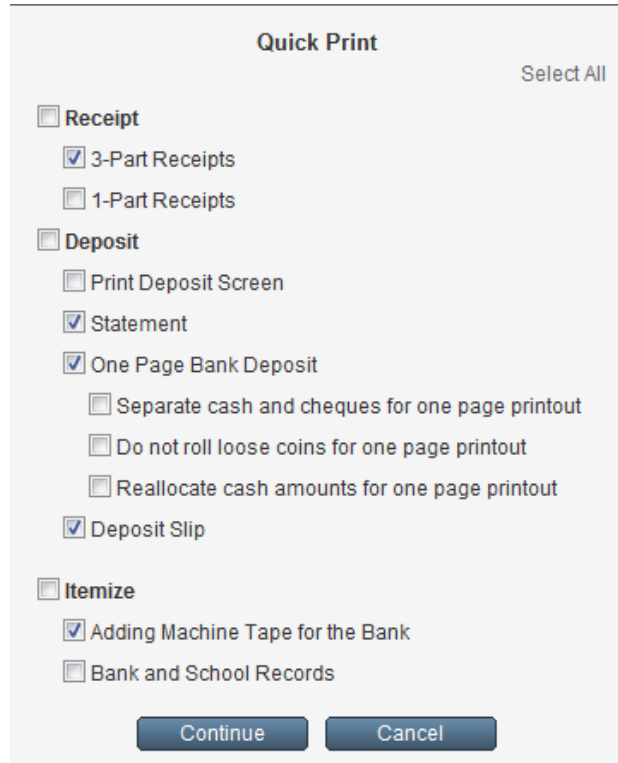 Quick Print
Select All
Receipt
3-Part Receipts
1-Part Receipts
Deposit
Print Deposit Screen
Statement
One Page Bank Deposit
Separate cash and cheques for one page printout
Do not roll loose coins for one page printout
Reallocate cash amounts for one page printout
Deposit Slip
Itemize
Adding Machine Tape for the Bank
Bank and School Records
Continue Cancel